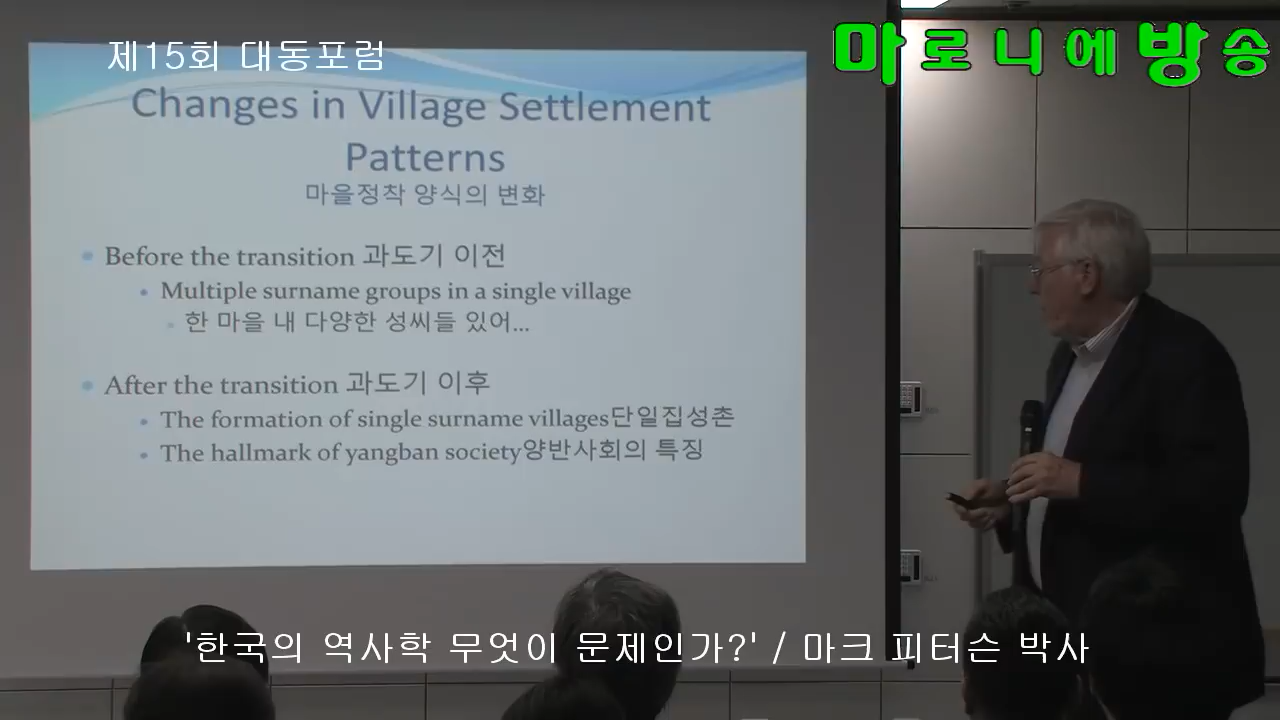 제15회 대동포럼
마로니에방송
Changes in Village Settlement
Patterns
마을정착 양식의 변화
Before the transition 과도기 이전
Multiple surname groups in a single village
한 마을 내 다양한 성씨들 있어...
After the transition 과도기 이후
The formation of single surname villages단일집성촌
The hallmark of yangban society양반사회의 특징
'한국의 역사학 무엇이 문제인가?' / 마크 피터슨 박사